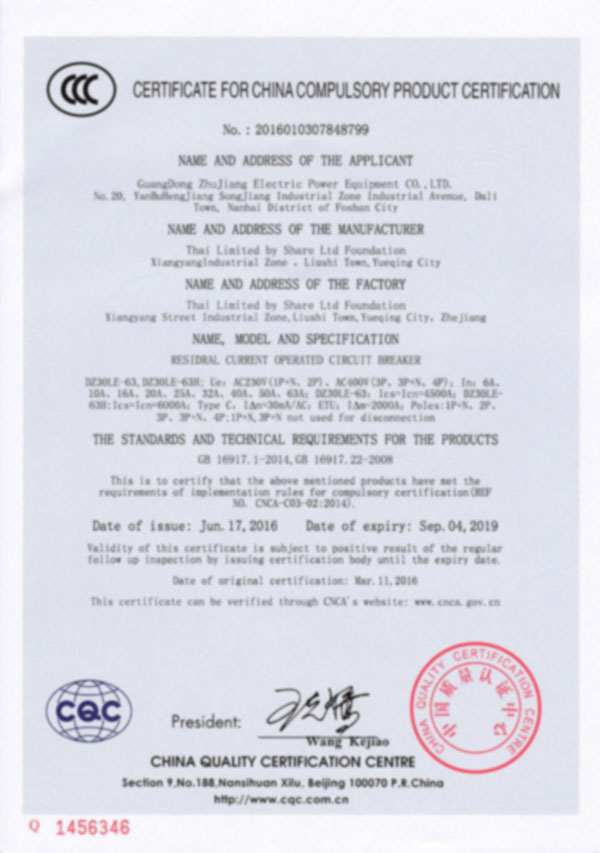 CCC
CERTIFICATE FOR CHINA COMPULSORY PRODUCT CERTIFICATION
No.: 2016010307848799
NAME AND ADDRESS OF THE APPLICANT
GuangDong ZhuJiang Electric Power Equipment CO.,LTD.
No.20, YanBuHengJiang SongJiang Industrial Zone Industrial Avenue, Dali
Town, Nanhai District of Foshan City
NAME AND ADDRESS OF THE MANUFACTURER
Thai Limited by Share Ltd Foundation
XiangyangIndustrial Zone , Liushi Town,Yueqing City
NAME AND ADDRESS OF THE FACTORY
Thai Limited by Share Ltd Foundation
Xiangyang Street Industrial Zone,Liushi Town,Yueqing City, Zhejiang
NAME, MODEL AND SPECIFICATION
RESIDRAL CURRENT OPERATED CIRCUIT BREAKER
DZ30LE-63,DZ30LE-63H; Ue: AC230V(1P+N、2P)、AC400V(3P、3P+N、4P); In: 6A、
10A、16A、20A、25A、32A、40A、50A、63A; DZ30LE-63: Ics=Icn=4500A; DZ30LE-
63H:Ics=Icn=6000A; Type C、IΔn=30mA/AC; ETU; IΔm=2000A; Poles:1P+N、2P、
3P、3P+N、4P;1P+N,3P+N not used for disconnection
THE STANDARDS AND TECHNICAL REQUIREMENTS FOR THE PRODUCTS
GB 16917.1-2014,GB 16917.22-2008
This is to certify that the above mentioned products have met the
requirements of implementation rules for compulsory certification(REF
NO. CNCA-C03-02:2014).
Date of issue: Jun.17,2016 Date of expiry: Sep.04,2019
Validity of this certificate is subject to positive result of the regular
follow up inspection by issuing certification body until the expiry date.
Date of original certification: Mar.11,2016
This certificate can be verified through CNCA's website: www.cnca.gov.cn
CHINA QUALITY CERTIFICATION CENTRE
中国质量认证中心
CQC
President:
Wang Kejiao
CHINA QUALITY CERTIFICATION CENTRE
Section 9,No.188,Nansihuan Xilu, Beijing 100070 P.R.China
http://www.cqc.com.cn
Q 1456346